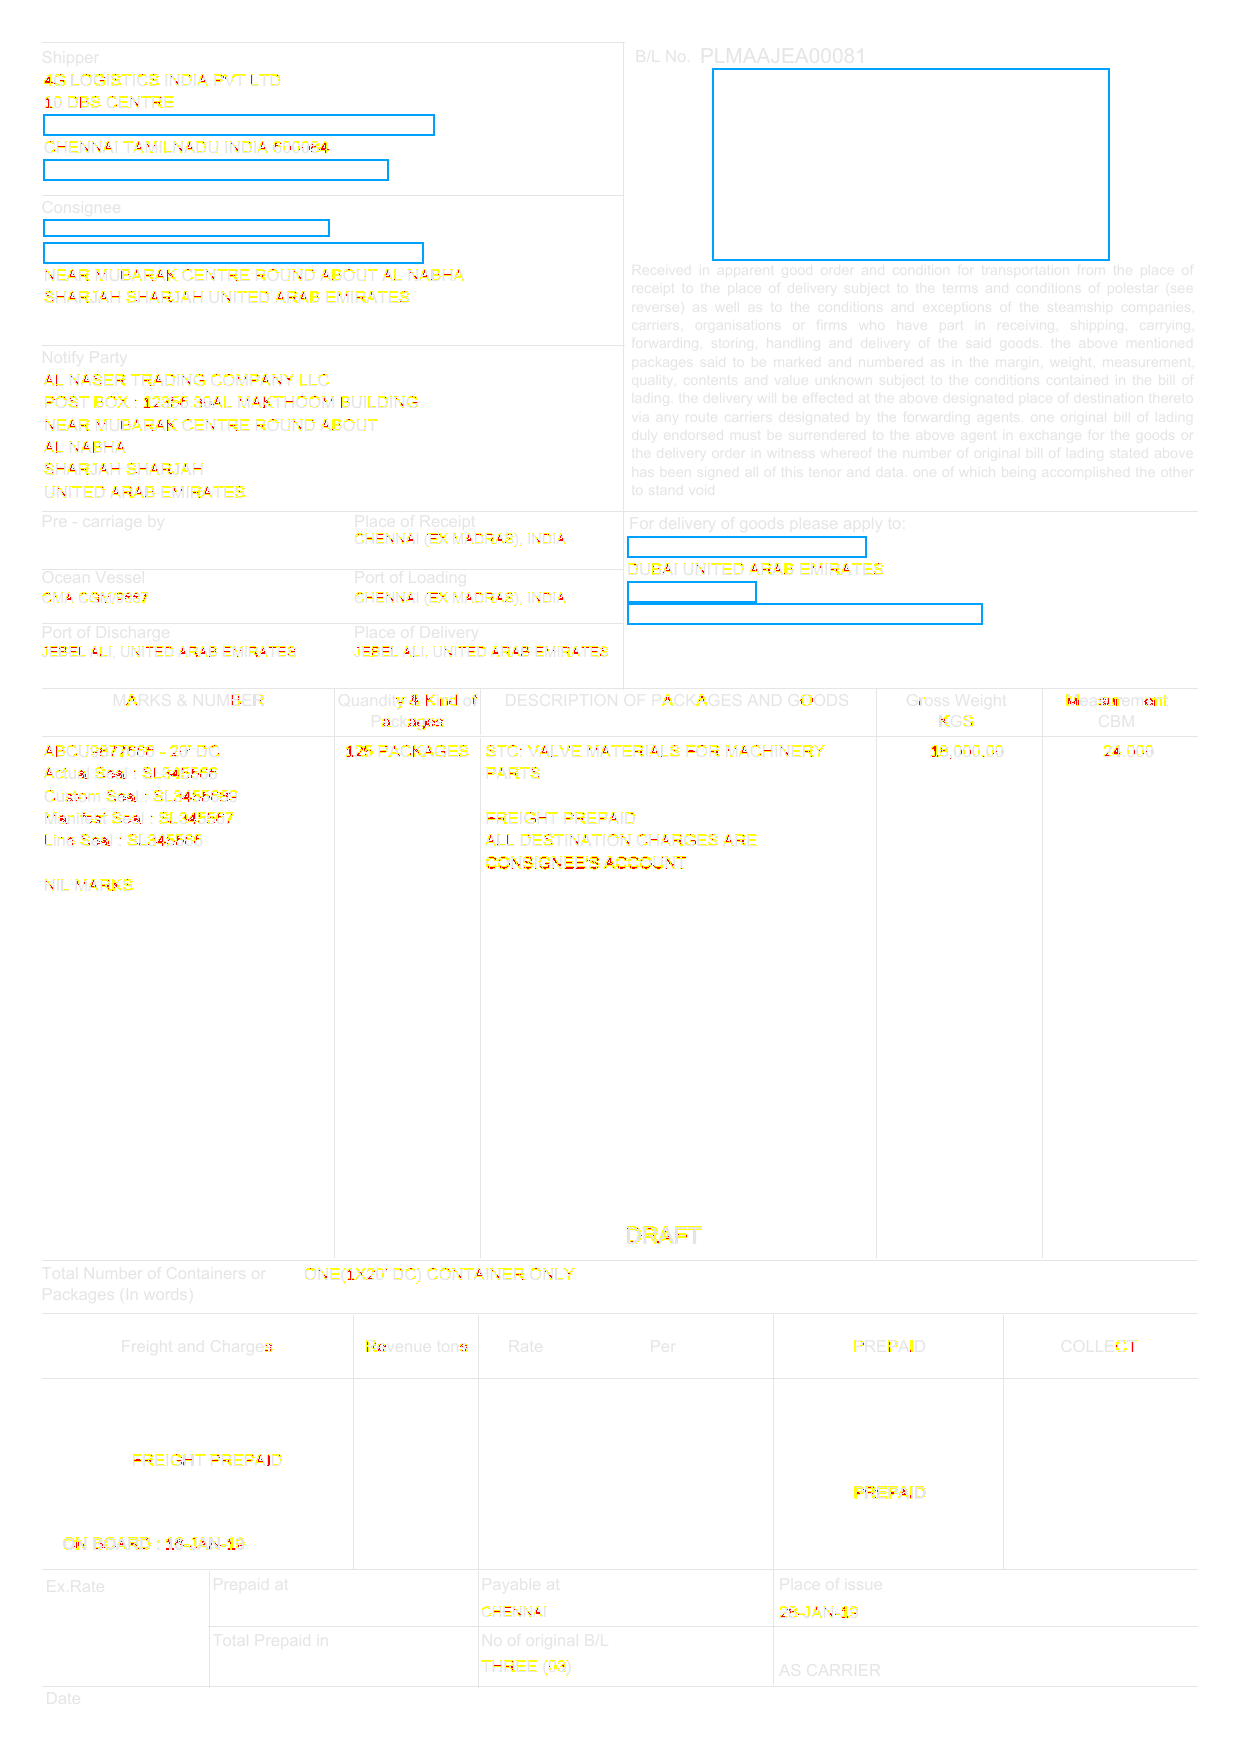 Shipper
4G LOGISTICS INDIA PVT LTD
10 DBS CENTRE
CHENNAI TAMILNADU INDIA 600034
Consignee
NEAR MUBARAK CENTRE ROUND ABOUT AL NABHA
SHARJAH SHARJAH UNITED ARAB EMIRATES
Notify Party
AL NASER TRADING COMPANY LLC
POST BOX : AL MAKTHOOM BUILDING
NEAR MUBARAK CENTRE ROUND ABOUT
AL NABHA
SHARJAH SHARJAH
UNITED ARAB EMIRATES
B/L No. PLMAAJEA00081
Received in apparent good order and condition for transportation from the place of
receipt to the place of delivery subject to the terms and conditions of polestar (see
reverse) as well as to the conditions and exceptions of the steamship companies,
carriers, organisations or firms who have part in receiving, shipping, carrying,
forwarding, storing, handling and delivery of the said goods. the above mentioned
packages said to be marked and numbered as in the margin, weight, measurement,
quality, contents and value unknown subject to the conditions contained in the bill of
lading. the delivery will be effected at the above designated place of destination thereto
via any route carriers designated by the forwarding agents. one original bill of lading
duly endorsed must be surrendered to the above agent in exchange for the goods or
the delivery order in witness whereof the number of original bill of lading stated above
has been signed all of this tenor and data. one of which being accomplished the other
to stand void
Pre - carriage by
Place of Receipt
CHENNAI (EX MADRAS), INDIA
For delivery of goods please apply to:
DUBAI UNITED ARAB EMIRATES
Ocean Vessel
CMA
Port of Loading
CHENNAI (EX MADRAS), INDIA
Port of Discharge
JEBEL ALI, UNITED ARAB EMIRATES
Place of Delivery
JEBEL ALI, UNITED ARAB EMIRATES
MARKS & NUMBER
Quantity & Kind of
Packages
DESCRIPTION OF PACKAGES AND GOODS
Gross Weight
KGS
Measurement
CBM
- 20' DC
Actual Seal :
Custom Seal :
Manifest Seal :
Line Seal :
NIL MARKS
125 PACKAGES
STC: VALVE MATERIALS FOR MACHINERY
PARTS
FREIGHT PREPAID
ALL DESTINATION CHARGES ARE
CONSIGNEE'S ACCOUNT
18,000.00
24.000
DRAFT
Total Number of Containers or
Packages (In words)
ONE(1X20' DC) CONTAINER ONLY
Freight and Charges
Revenue tons
Rate
Per
PREPAID
COLLECT
FREIGHT PREPAID
PREPAID
ON BOARD :
Ex.Rate
Prepaid at
Payable at
CHENNAI
Place of issue
Total Prepaid in
No of original B/L
THREE (03)
AS CARRIER
Date